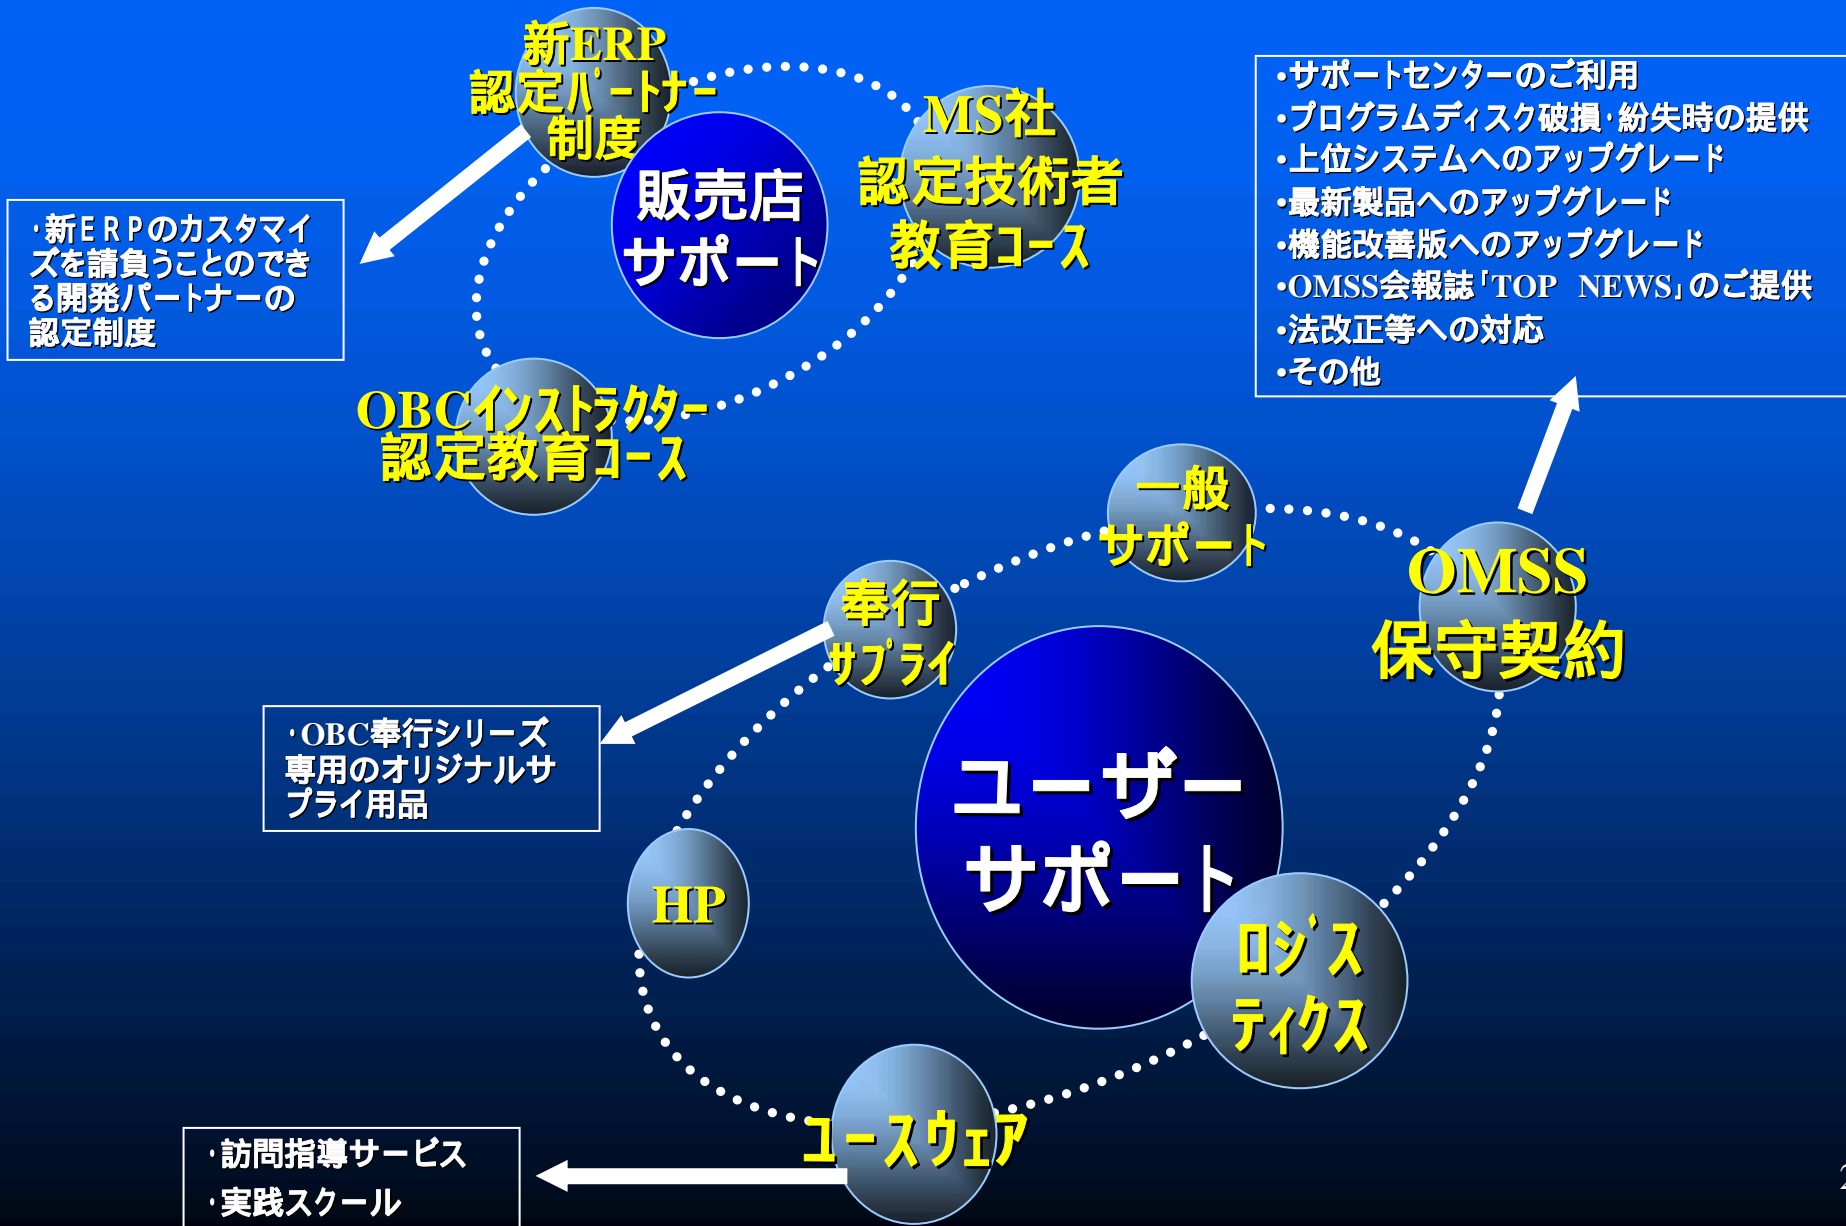 新ERP
認定ﾊﾟｰﾄﾅｰ
制度
MS社
認定技術者
教育ｺｰｽ
販売店
サポート
・新ＥＲＰのカスタマイ
ズを請負うことのでき
る開発パートナーの
認定制度
OBCｲﾝｽﾄﾗｸﾀｰ
認定教育ｺｰｽ
•サポートセンターのご利用
•プログラムディスク破損・紛失時の提供
•上位システムへのアップグレード
•最新製品へのアップグレード
•機能改善版へのアップグレード
•OMSS会報誌「TOP　NEWS」のご提供
•法改正等への対応
•その他
一般
サポート
OMSS
保守契約
奉行
ｻﾌﾟﾗｲ
・OBC奉行シリーズ
専用のオリジナルサ
プライ用品
ユーザー
サポート
HP
ﾛｼﾞｽ
ﾃｨｸｽ
ﾕｰｽｳｪｱ
・訪問指導サービス
・実践スクール